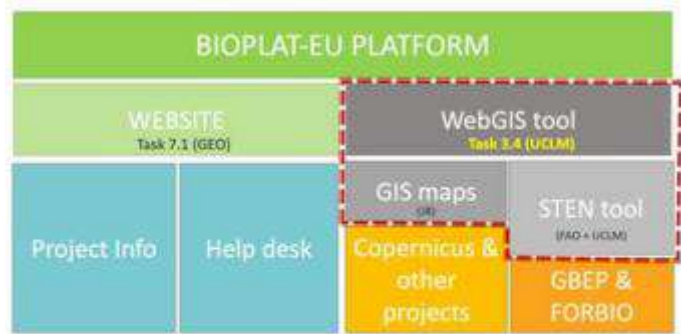 BIOPLAT-EU PLATFORM
WEBSITE
Task 7.1 (GEO)
WebGIS tool
Task 3.4 (UCLM)
Project Info
Help desk
GIS maps
STEN tool
(FAO + UCLM)
Copernicus &
other
projects
GBEP &
FORBIO